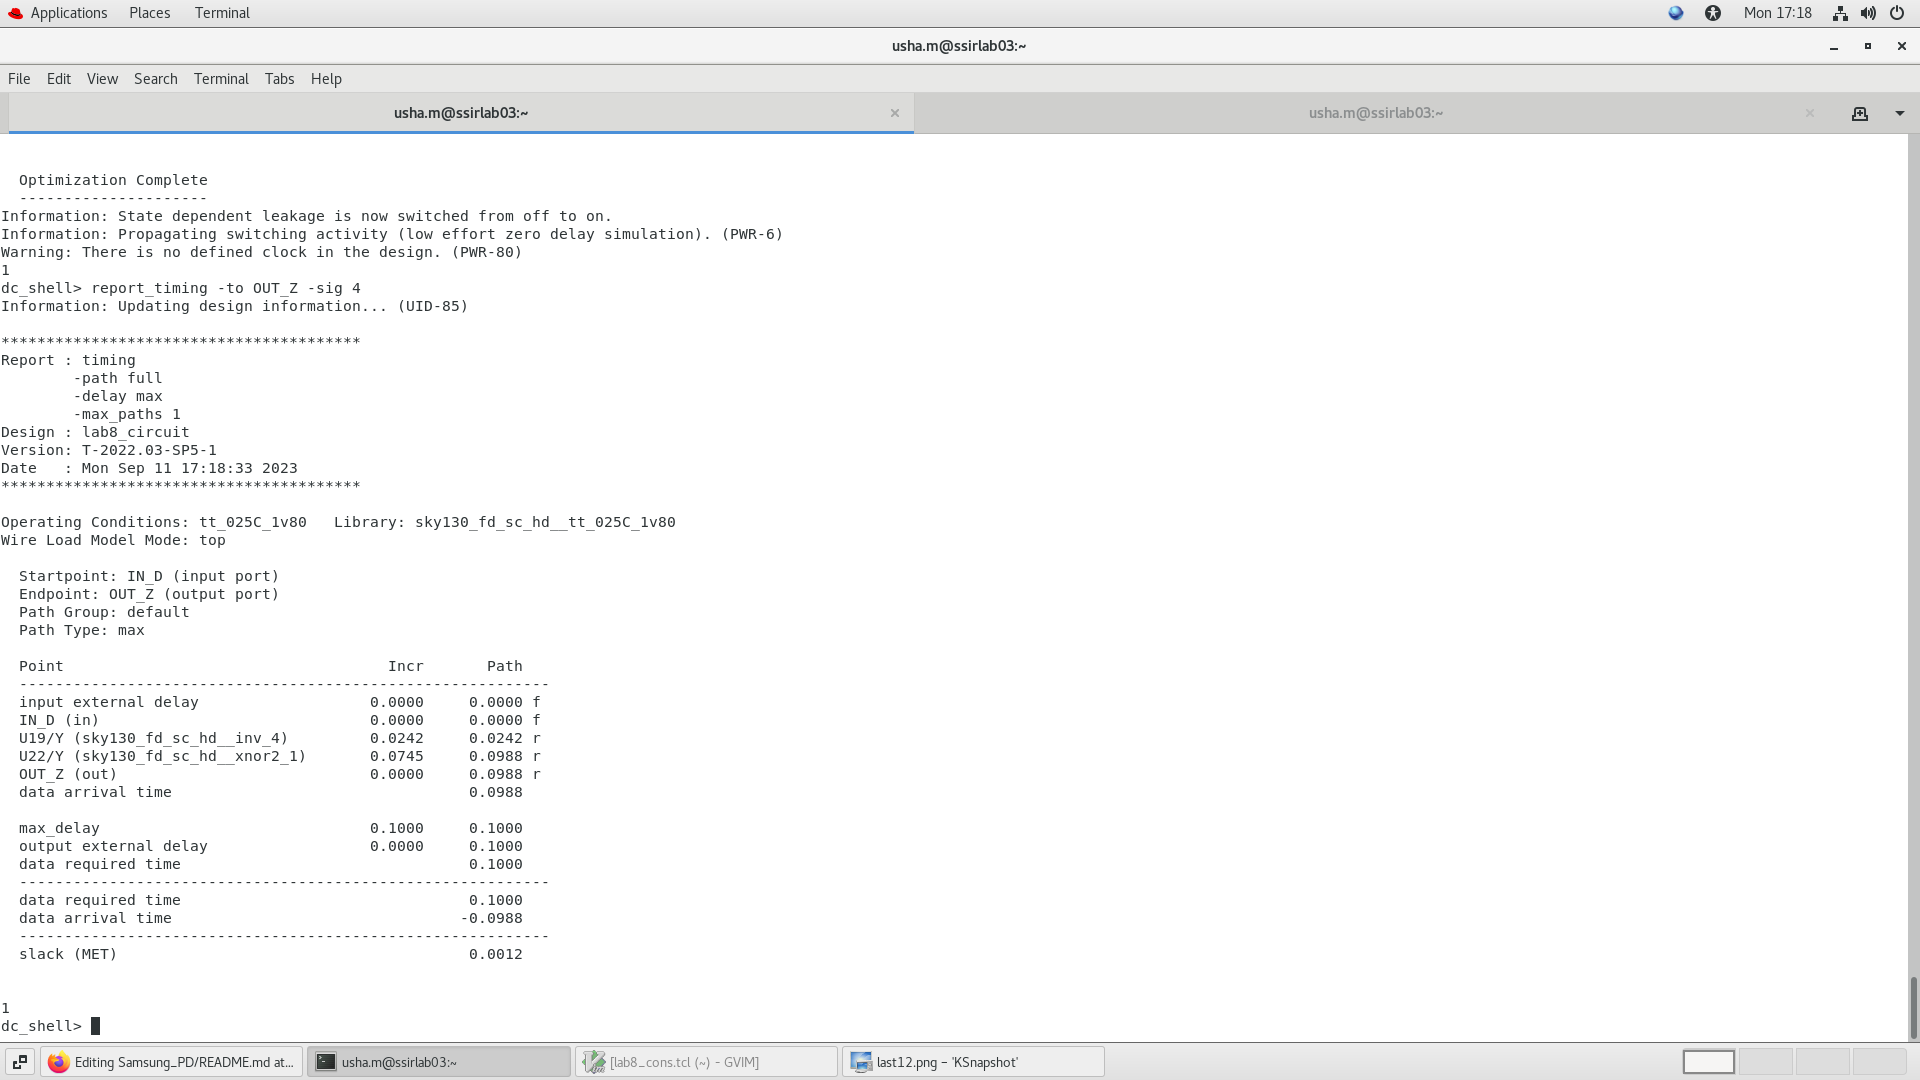 Applications Places Terminal Mon 17:18
usha.m@ssirlab03:~
File Edit View Search Terminal Tabs Help
usha.m@ssirlab03:~ × usha.m@ssirlab03:~ ×
  Optimization Complete
  ---------------------
Information: State dependent leakage is now switched from off to on.
Information: Propagating switching activity (low effort zero delay simulation). (PWR-6)
Warning: There is no defined clock in the design. (PWR-80)
1
dc_shell> report_timing -to OUT_Z -sig 4
Information: Updating design information... (UID-85)
****************************************
Report : timing
        -path full
        -delay max
        -max_paths 1
Design : lab8_circuit
Version: T-2022.03-SP5-1
Date   : Mon Sep 11 17:18:33 2023
****************************************
Operating Conditions: tt_025C_1v80   Library: sky130_fd_sc_hd__tt_025C_1v80
Wire Load Model Mode: top
  Startpoint: IN_D (input port)
  Endpoint: OUT_Z (output port)
  Path Group: default
  Path Type: max
  Point                                    Incr       Path
  -----------------------------------------------------------
  input external delay                   0.0000     0.0000 f
  IN_D (in)                              0.0000     0.0000 f
  U19/Y (sky130_fd_sc_hd__inv_4)         0.0242     0.0242 r
  U22/Y (sky130_fd_sc_hd__xnor2_1)       0.0745     0.0988 r
  OUT_Z (out)                            0.0000     0.0988 r
  data arrival time                                 0.0988
  max_delay                              0.1000     0.1000
  output external delay                  0.0000     0.1000
  data required time                                0.1000
  -----------------------------------------------------------
  data required time                                0.1000
  data arrival time                                -0.0988
  -----------------------------------------------------------
  slack (MET)                                       0.0012
1
dc_shell>
Editing Samsung_PD/README.md at... usha.m@ssirlab03:~ [lab8_cons.tcl (~) - GVIM] last12.png – 'KSnapshot'